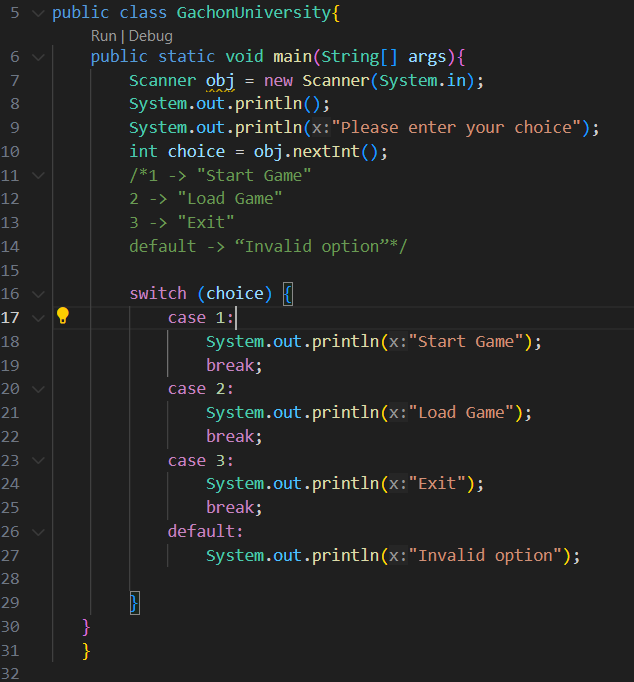 5 public class GachonUniversity{
Run | Debug
6 public static void main(String[] args){
7 Scanner obj = new Scanner(System.in);
8 System.out.println();
9 System.out.println(x:"Please enter your choice");
10 int choice = obj.nextInt();
11 /*1 -> "Start Game"
12 2 -> "Load Game"
13 3 -> "Exit"
14 default -> “Invalid option”*/
15
16 switch (choice) {
17 case 1:
18 System.out.println(x:"Start Game");
19 break;
20 case 2:
21 System.out.println(x:"Load Game");
22 break;
23 case 3:
24 System.out.println(x:"Exit");
25 break;
26 default:
27 System.out.println(x:"Invalid option");
28
29 }
30 }
31 }
32